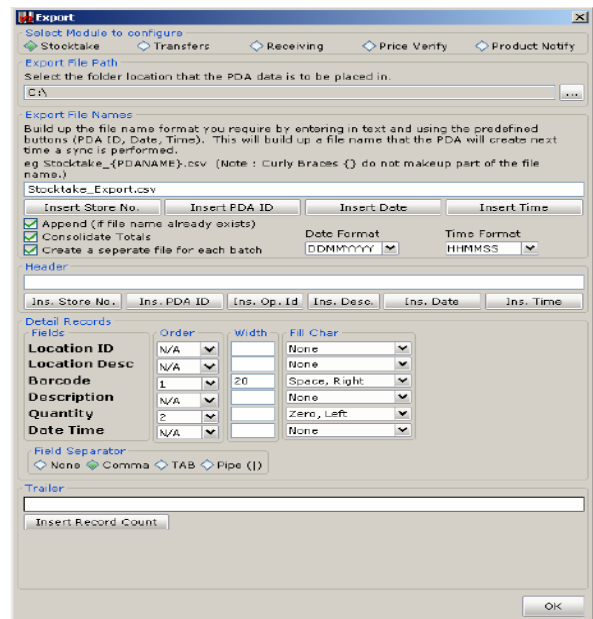 Export
Select Module to configure
Stocktake Transfers Receiving Price Verify Product Notify
Export File Path
Select the folder location that the PDA data is to be placed in.
C:\
...
Export File Names
Build up the file name format you require by entering in text and using the predefined
buttons (PDA ID, Date, Time). This will build up a file name that the PDA will create next
time a sync is performed.
eg Stocktake_{PDANAME}.csv (Note : Curly Braces {} do not makeup part of the file
name.)
Stocktake_Export.csv
Insert Store No. Insert PDA ID Insert Date Insert Time
Append (if file name already exists)
Consolidate Totals Date Format Time Format
Create a seperate file for each batch DDMMYYYY HHMMSS
Header
Ins. Store No. Ins. PDA ID Ins. Op. Id Ins. Desc. Ins. Date Ins. Time
Detail Records
Fields Order Width Fill Char
Location ID N/A None
Location Desc N/A None
Barcode 1 20 Space, Right
Description N/A None
Quantity 2 Zero, Left
Date Time N/A None
Field Separator
None Comma TAB Pipe (|)
Trailer
Insert Record Count
OK